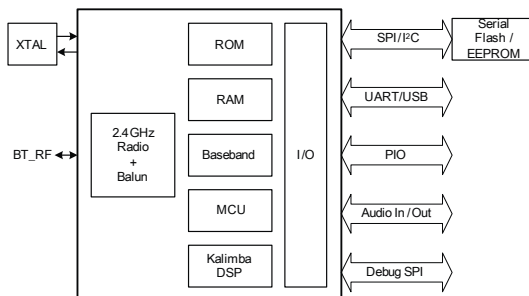 XTAL
ROM
SPI/I²C
Serial
Flash /
EEPROM
RAM
UART/USB
2.4GHz
Radio
+
Balun
BT_RF
Baseband
I/O
PIO
MCU
Audio In/Out
Kalimba
DSP
Debug SPI